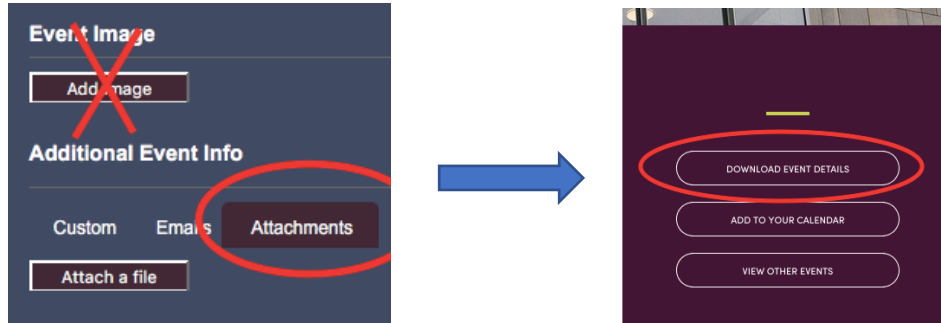 Event Image
Add image
Additional Event Info
Custom Emails Attachments
Attach a file
DOWNLOAD EVENT DETAILS
ADD TO YOUR CALENDAR
VIEW OTHER EVENTS